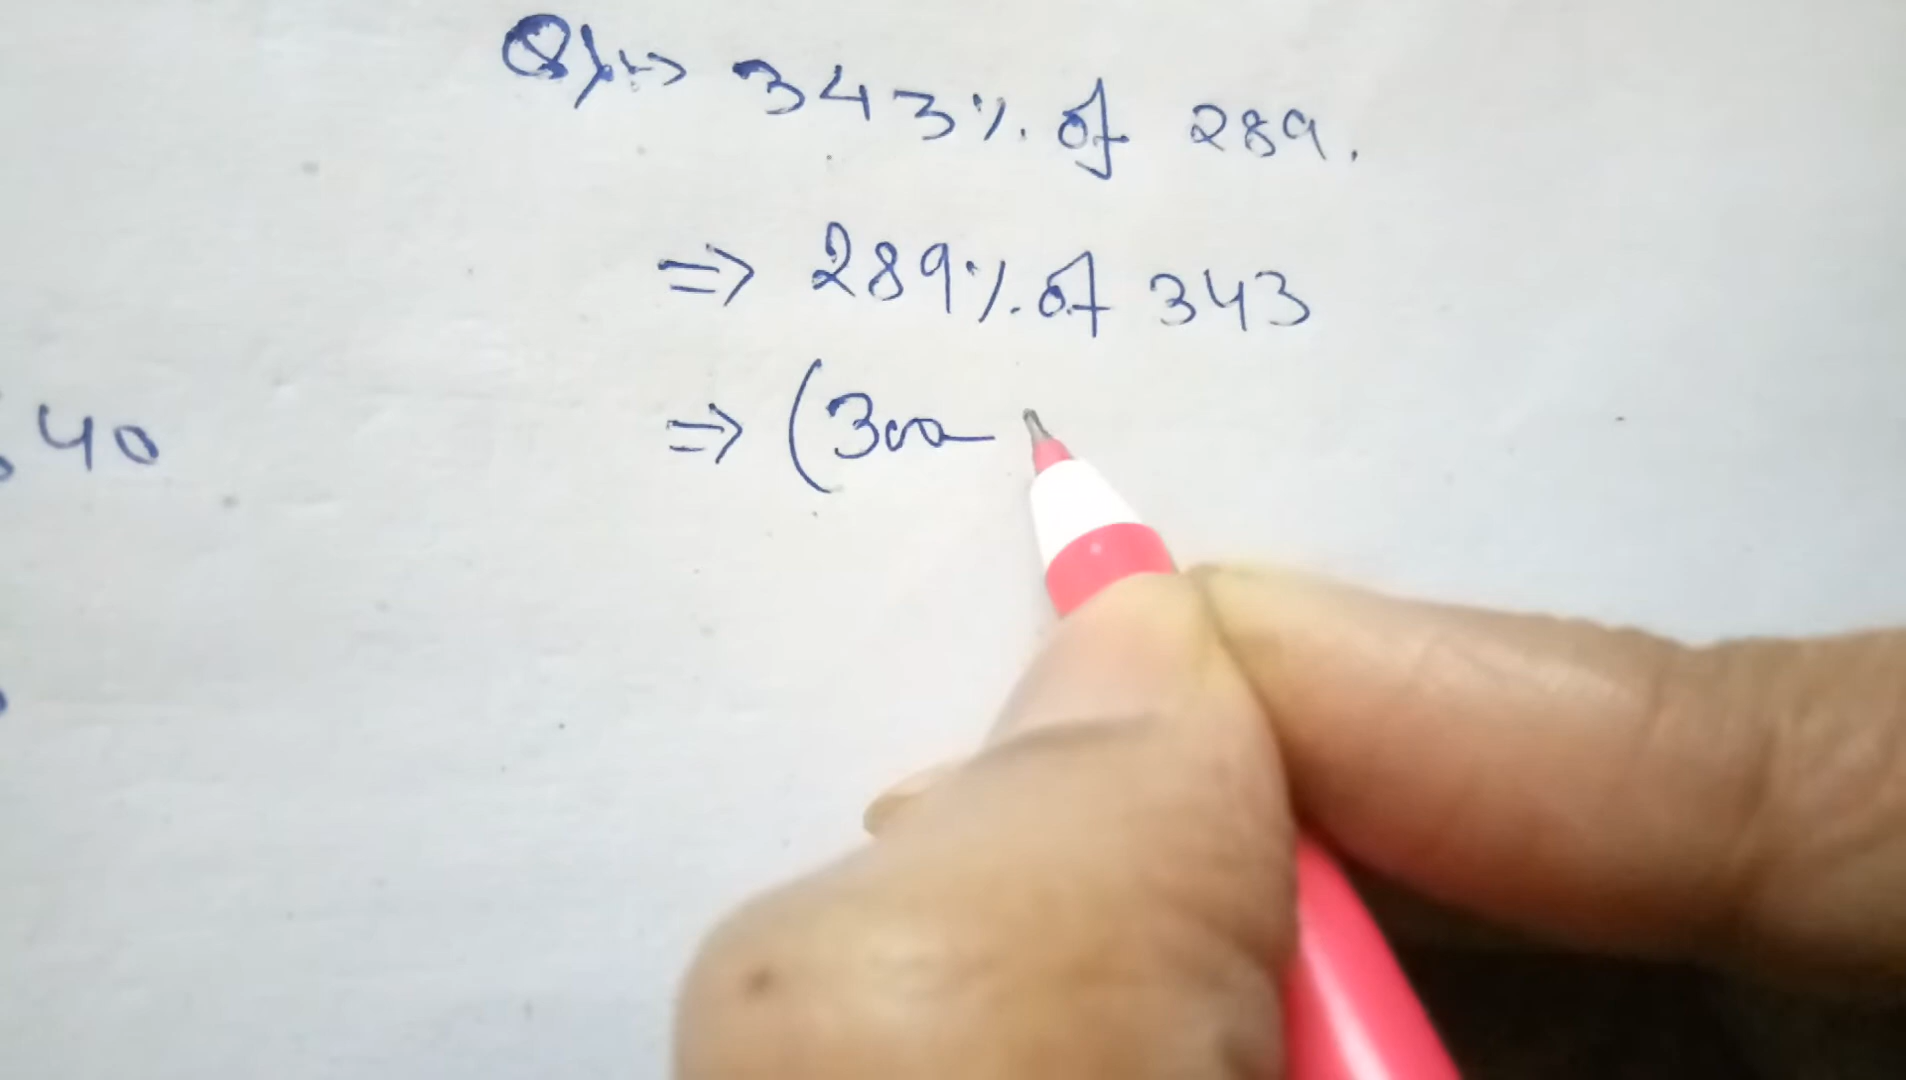 Q).→ 343% of 289.
⇒ 289% of 343
⇒ (300
40